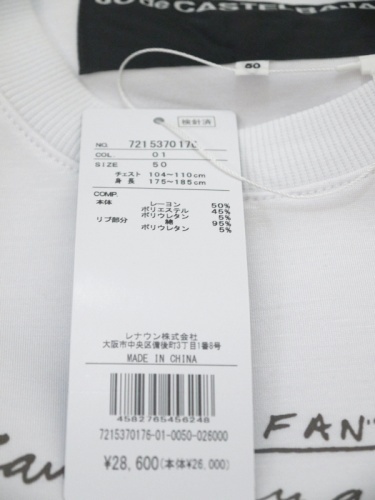 JC de CASTELBAJAC
50
検針済
NO. 7215370176
COL 01
SIZE 50
チェスト 104~110cm
身長 175~185cm
COMP.
本体 レーヨン 50%
ポリエステル 45%
ポリウレタン 5%
リブ部分 綿 95%
ポリウレタン 5%
レナウン株式会社
大阪市中央区備後町3丁目1番8号
MADE IN CHINA
4582765456248
7215370176-01-0050-026000
¥28,600(本体¥26,000)
FAN